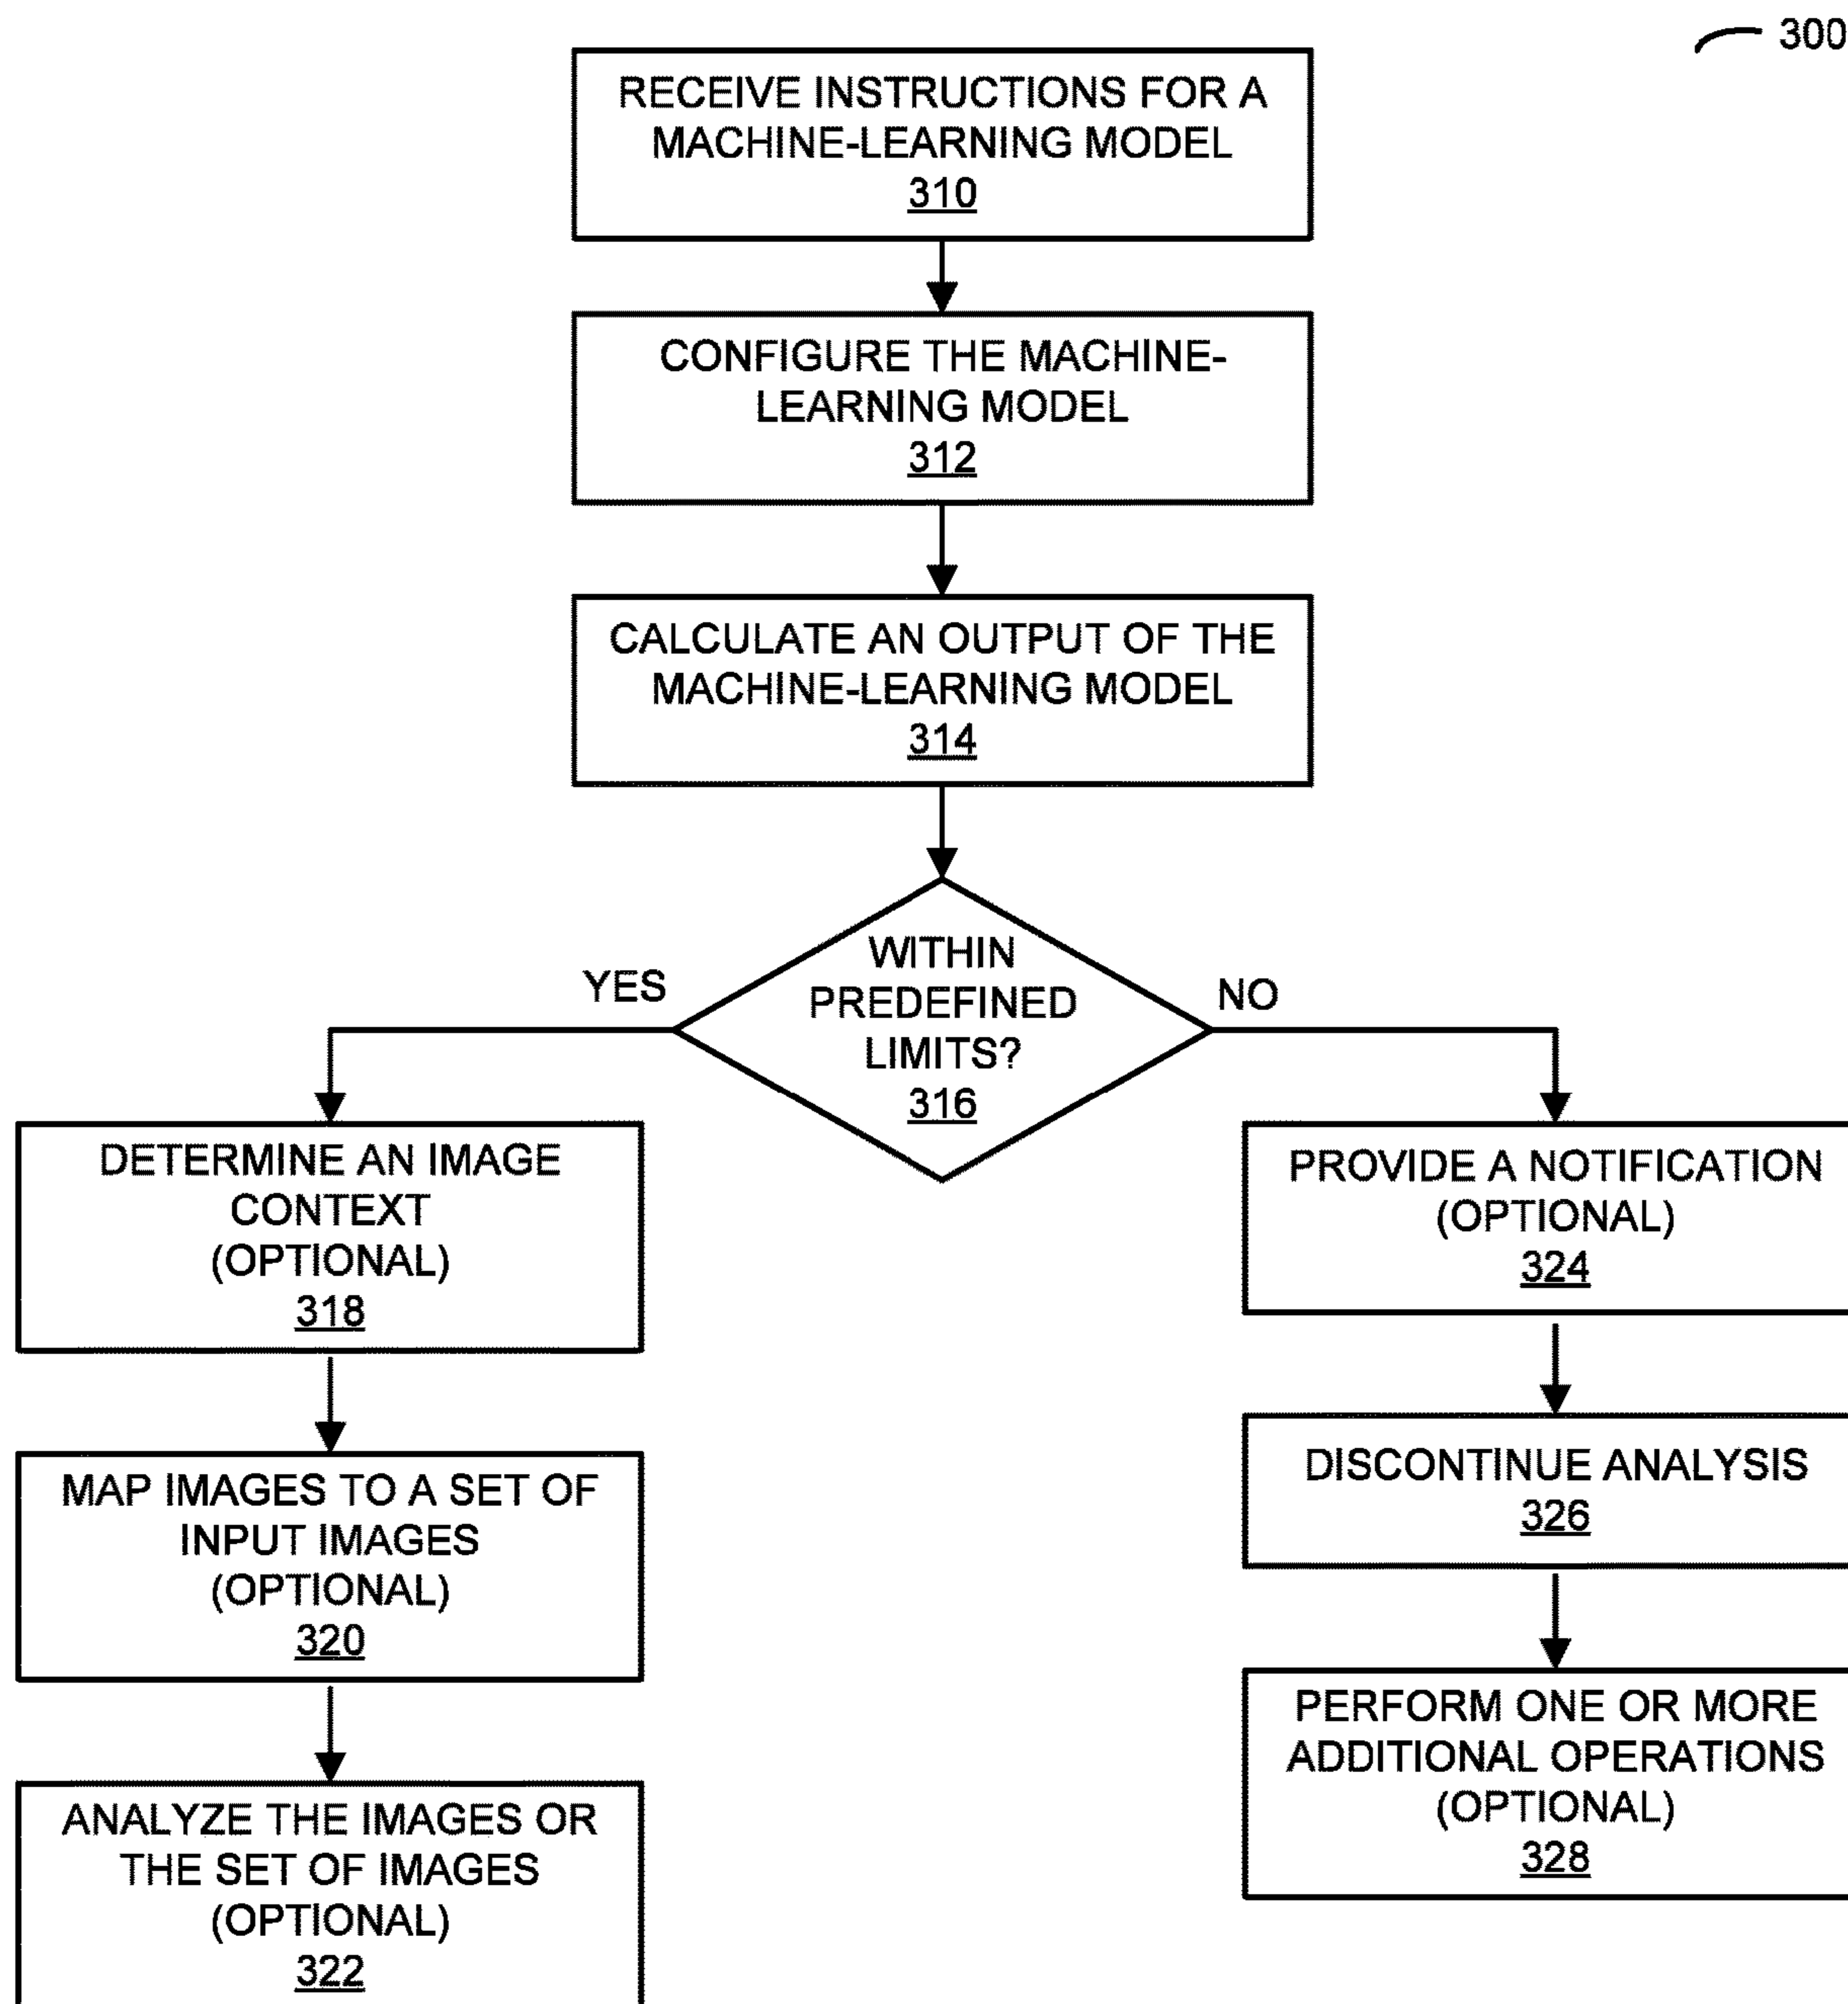 300
RECEIVE INSTRUCTIONS FOR A
MACHINE-LEARNING MODEL
310
CONFIGURE THE MACHINE-
LEARNING MODEL
312
CALCULATE AN OUTPUT OF THE
MACHINE-LEARNING MODEL
314
WITHIN
PREDEFINED
LIMITS?
316
YES
NO
DETERMINE AN IMAGE
CONTEXT
(OPTIONAL)
318
MAP IMAGES TO A SET OF
INPUT IMAGES
(OPTIONAL)
320
ANALYZE THE IMAGES OR
THE SET OF IMAGES
(OPTIONAL)
322
PROVIDE A NOTIFICATION
(OPTIONAL)
324
DISCONTINUE ANALYSIS
326
PERFORM ONE OR MORE
ADDITIONAL OPERATIONS
(OPTIONAL)
328